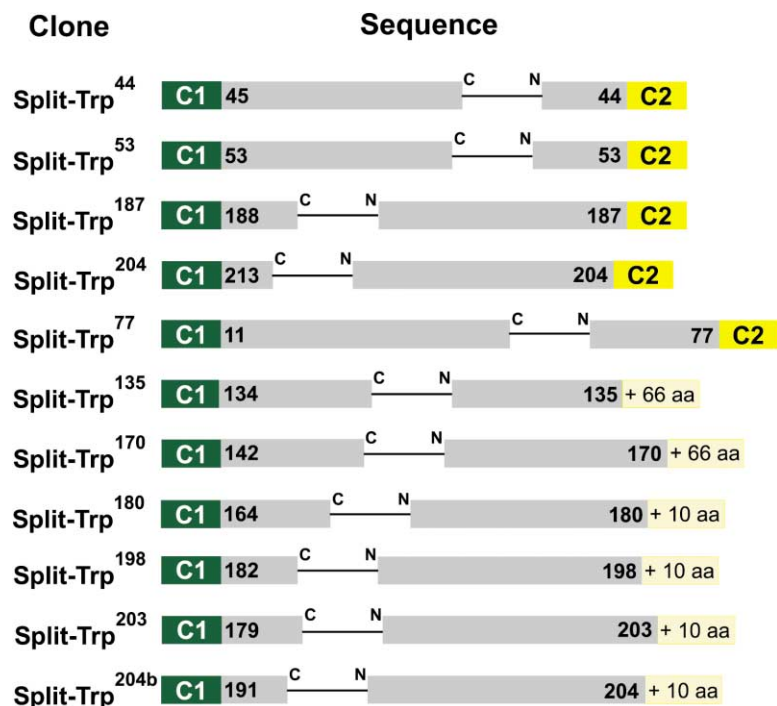 Clone Sequence
Split-Trp44 C1 45 C N 44 C2
Split-Trp53 C1 53 C N 53 C2
Split-Trp187 C1 188 C N 187 C2
Split-Trp204 C1 213 C N 204 C2
Split-Trp77 C1 11 C N 77 C2
Split-Trp135 C1 134 C N 135 + 66 aa
Split-Trp170 C1 142 C N 170 + 66 aa
Split-Trp180 C1 164 C N 180 + 10 aa
Split-Trp198 C1 182 C N 198 + 10 aa
Split-Trp203 C1 179 C N 203 + 10 aa
Split-Trp204b C1 191 C N 204 + 10 aa